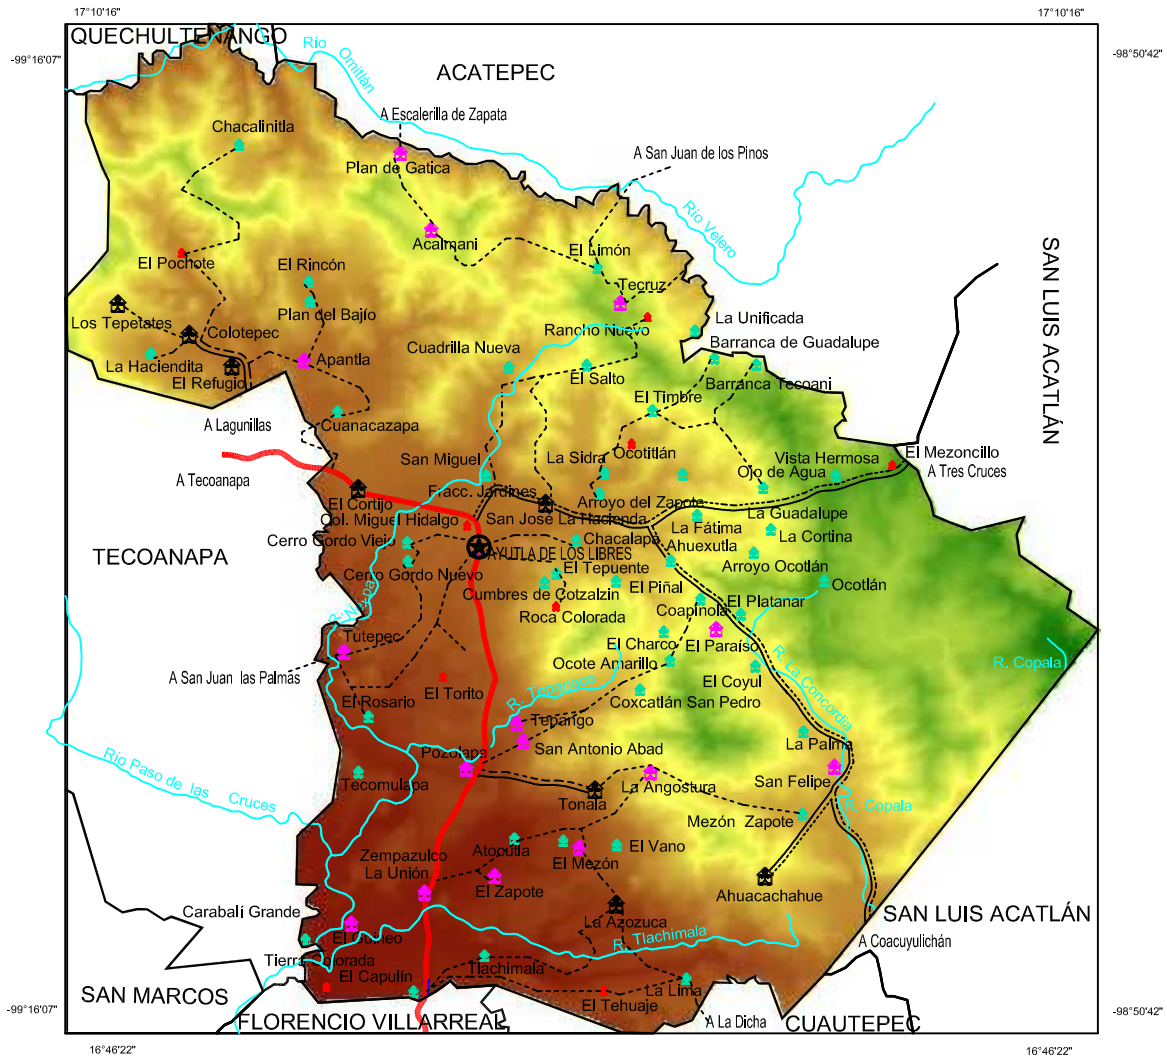 17°10'16"
17°10'16"
-99°16'07"
-98°50'42"
QUECHULTENANGO
Río Omitlán
ACATEPEC
A Escalerilla de Zapata
Chacalinitla
A San Juan de los Pinos
Plan de Gatica
Río Velero
Acalmani
El Limón
SAN LUIS ACATLÁN
El Pochote
El Rincón
Tecruz
Los Tepetates
Colotepec
Plan del Bajío
Rancho Nuevo
La Unificada
Cuadrilla Nueva
Barranca de Guadalupe
La Haciendita
Apantla
El Refugio
El Salto
Barranca Tecoani
A Lagunillas
Cuanacazapa
El Timbre
A Tecoanapa
San Miguel
La Sidra
Ocotitlán
Vista Hermosa
El Mezoncillo
Ojo de Agua
A Tres Cruces
El Cortijo
Fracc. Jardines
Arroyo del Zapote
Col. Miguel Hidalgo
San José La Hacienda
La Fátima
La Guadalupe
Cerro Gordo Viejo
AYUTLA DE LOS LIBRES
Chacalapa
Ahuexutla
La Cortina
TECOANAPA
Arroyo Ocotlán
Cerro Gordo Nuevo
El Tepuente
Cumbres de Cotzalzin
El Piñal
Ocotlán
R. Nexpa
Roca Colorada
Coapinola
El Platanar
Tutepec
El Charco
El Paraíso
R. La Concordia
R. Copala
A San Juan las Palmas
Ocote Amarillo
El Torito
El Coyul
El Rosario
R. Tepanaco
Coxcatlán San Pedro
Tepango
Río Paso de las Cruces
Pozolapa
San Antonio Abad
La Palma
Tecomulapa
La Angostura
San Felipe
Tonala
R. Copala
Mezón Zapote
Atocutla
El Vano
Zempazulco
La Unión
El Mezón
El Zapote
Ahuacachahue
Carabalí Grande
La Azozuca
SAN LUIS ACATLÁN
El Guineo
R. Tlachimala
A Coacuyulichán
Tierra Colorada
Tlachimala
SAN MARCOS
El Capulín
La Lima
El Tehuaje
-99°16'07"
-98°50'42"
FLORENCIO VILLARREAL
A La Dicha
CUAUTEPEC
16°46'22"
16°46'22"